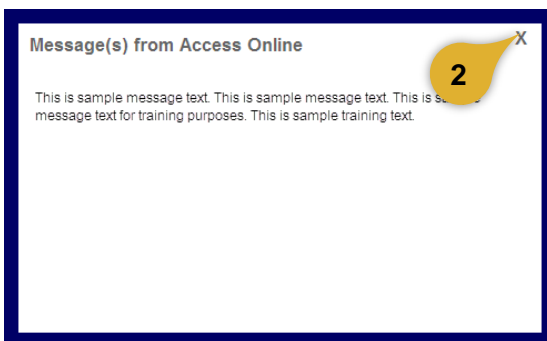 Message(s) from Access Online
X
2
This is sample message text. This is sample message text. This is
message text for training purposes. This is sample training text.